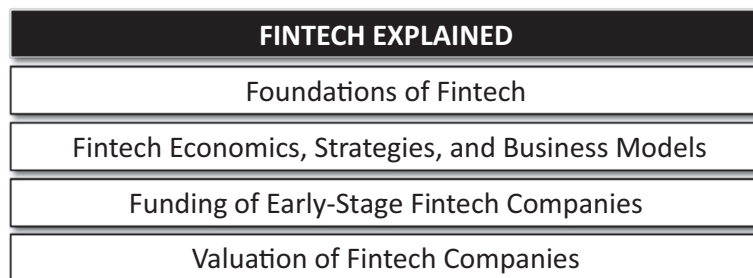 FINTECH EXPLAINED
Foundations of Fintech
Fintech Economics, Strategies, and Business Models
Funding of Early-Stage Fintech Companies
Valuation of Fintech Companies